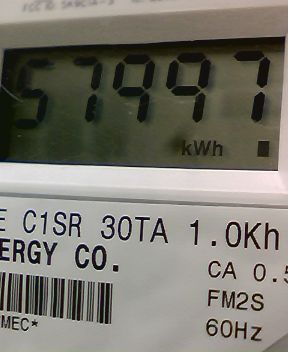 57997
kWh
E C1SR 30TA 1.0Kh
ERGY CO.
CA 0.5
FM2S
60Hz
MEC*